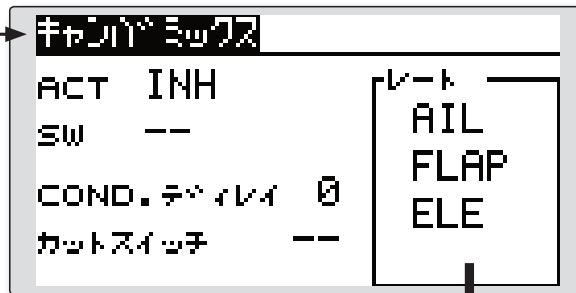 キャンバミックス
ACT INH
SW --
COND.ディレイ 0
カットスイッチ --
レート
AIL
FLAP
ELE